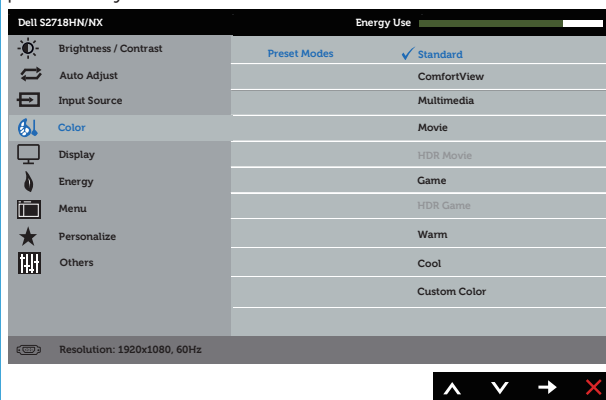 Dell S2718HN/NX Energy Use
Brightness / Contrast
Preset Modes Standard
Auto Adjust
ComfortView
Input Source
Multimedia
Color
Movie
Display
HDR Movie
Energy
Game
Menu
HDR Game
Personalize
Warm
Others
Cool
Custom Color
Resolution: 1920x1080, 60Hz